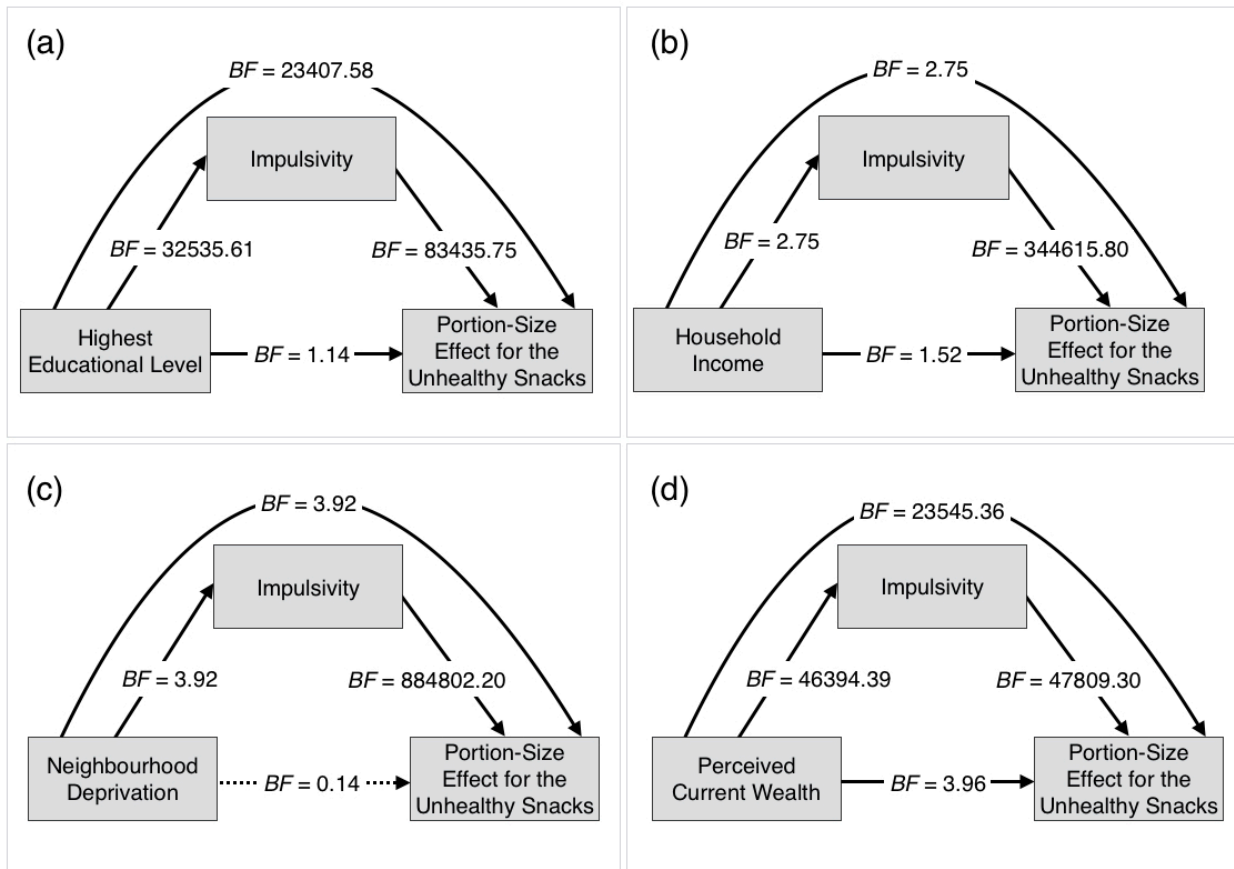 (a)
BF = 23407.58
Impulsivity
BF = 32535.61
BF = 83435.75
Highest
Educational Level
BF = 1.14
Portion-Size
Effect for the
Unhealthy Snacks
(b)
BF = 2.75
Impulsivity
BF = 2.75
BF = 344615.80
Household
Income
BF = 1.52
Portion-Size
Effect for the
Unhealthy Snacks
(c)
BF = 3.92
Impulsivity
BF = 3.92
BF = 884802.20
Neighbourhood
Deprivation
BF = 0.14
Portion-Size
Effect for the
Unhealthy Snacks
(d)
BF = 23545.36
Impulsivity
BF = 46394.39
BF = 47809.30
Perceived
Current Wealth
BF = 3.96
Portion-Size
Effect for the
Unhealthy Snacks